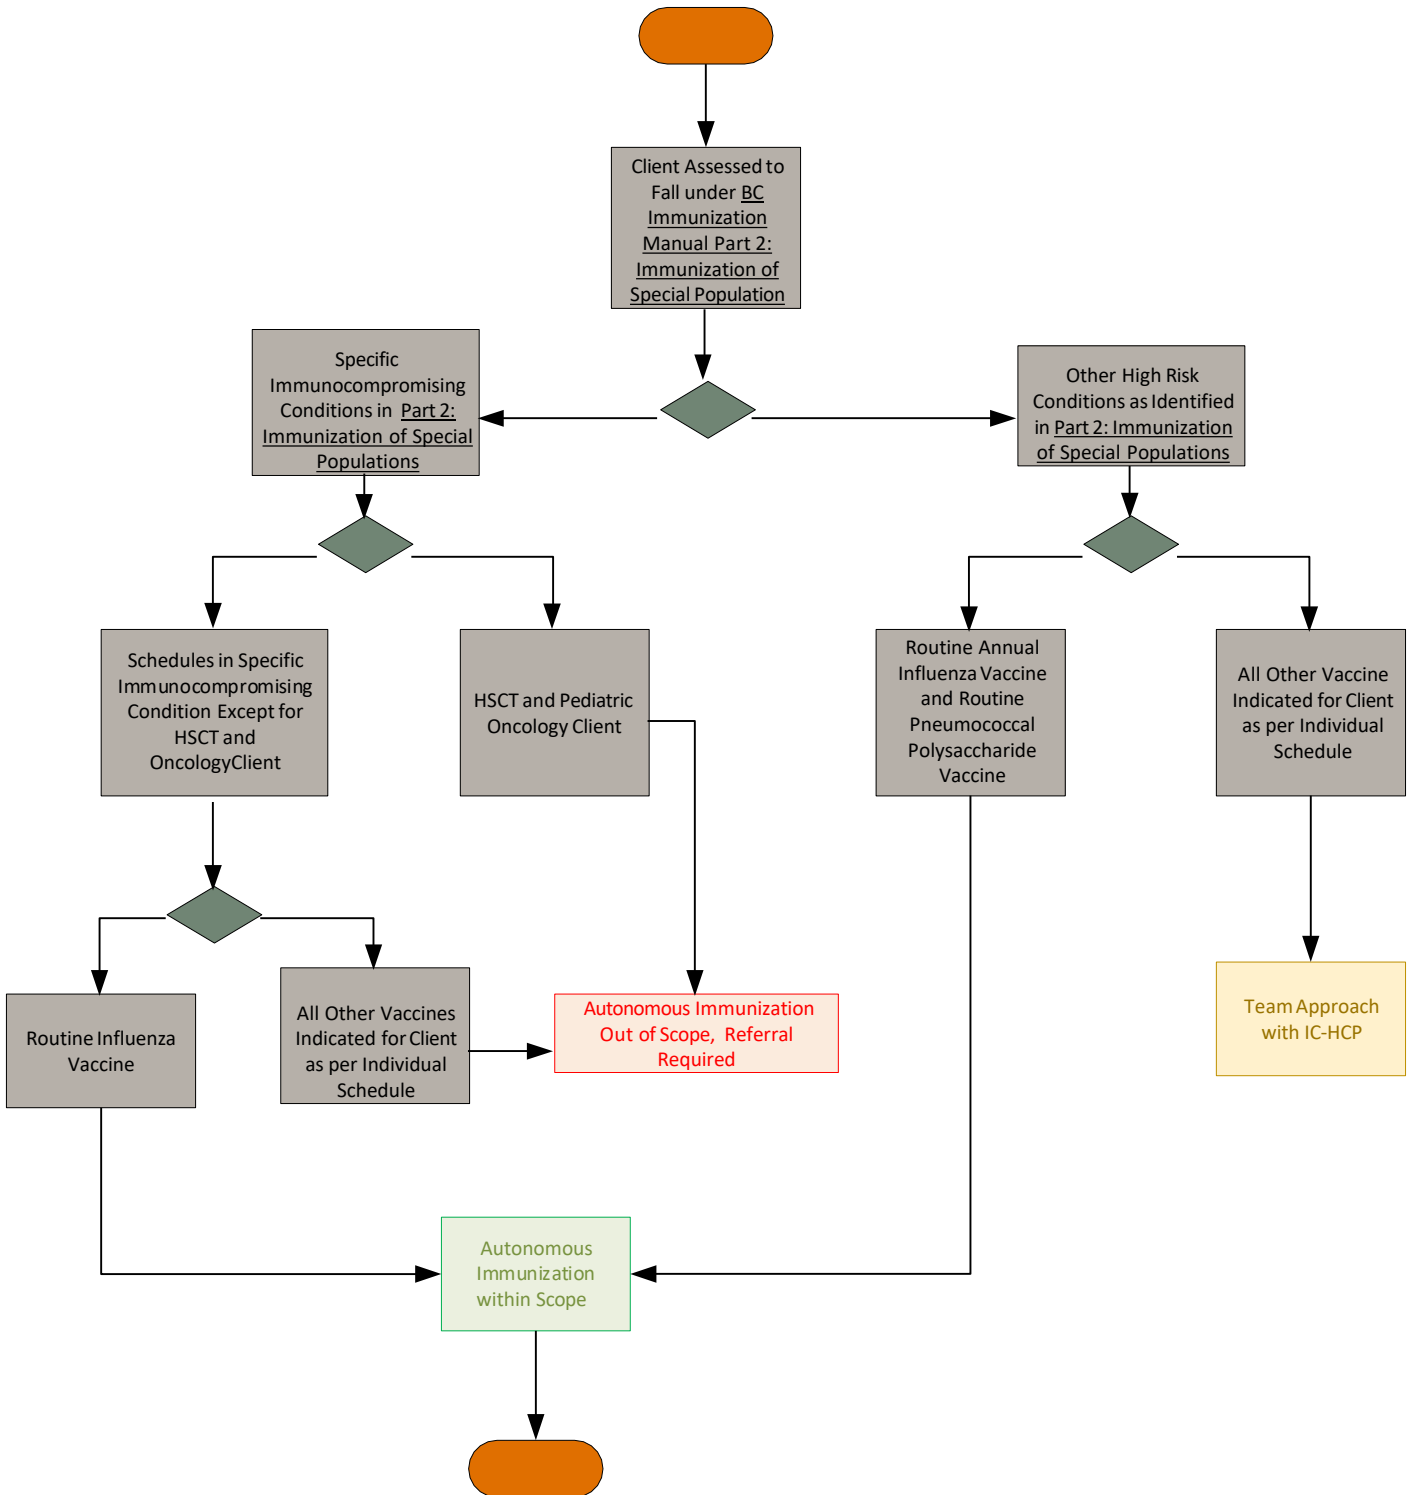 Client Assessed to
Fall under BC
Immunization
Manual Part 2:
Immunization of
Special Population
Specific
Immunocompromising
Conditions in Part 2:
Immunization of Special
Populations
Other High Risk
Conditions as Identified
in Part 2: Immunization
of Special Populations
Schedules in Specific
Immunocompromising
Condition Except for
HSCT and
OncologyClient
HSCT and Pediatric
Oncology Client
Routine Annual
Influenza Vaccine
and Routine
Pneumococcal
Polysaccharide
Vaccine
All Other Vaccine
Indicated for Client
as per Individual
Schedule
Routine Influenza
Vaccine
All Other Vaccines
Indicated for Client
as per Individual
Schedule
Autonomous Immunization
Out of Scope, Referral
Required
Team Approach
with IC-HCP
Autonomous
Immunization
within Scope